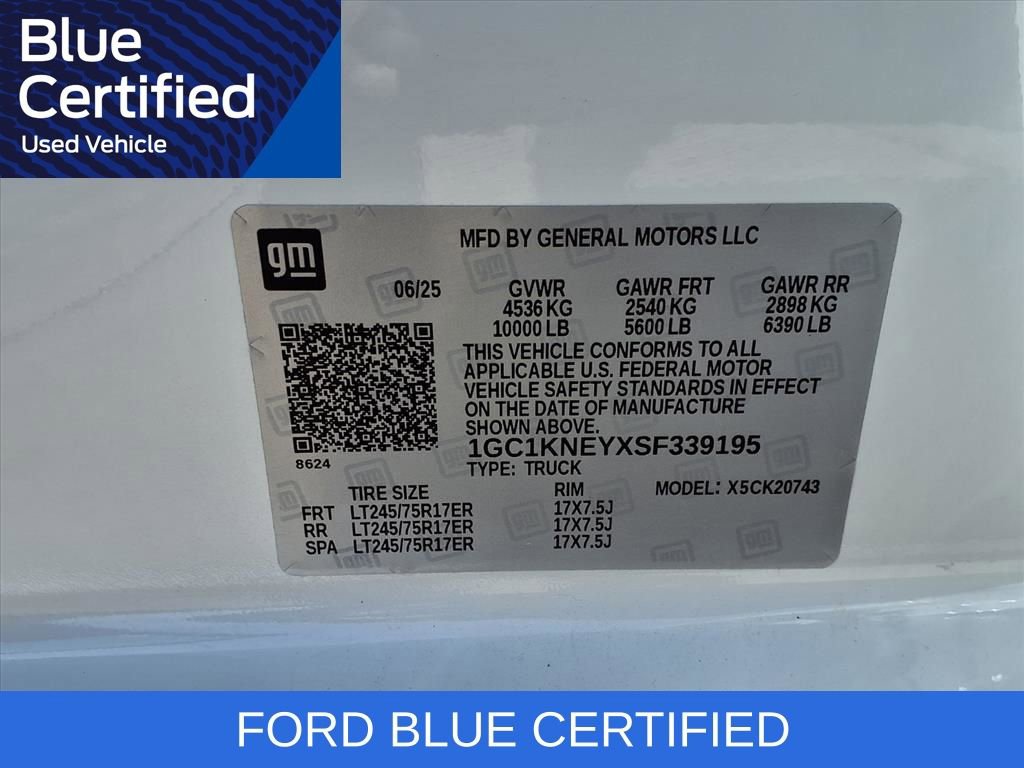 Blue
Certified
Used Vehicle
gm
MFD BY GENERAL MOTORS LLC
06/25 GVWR GAWR FRT GAWR RR
4536 KG 2540 KG 2898 KG
10000 LB 5600 LB 6390 LB
THIS VEHICLE CONFORMS TO ALL
APPLICABLE U.S. FEDERAL MOTOR
VEHICLE SAFETY STANDARDS IN EFFECT
ON THE DATE OF MANUFACTURE
SHOWN ABOVE.
8624
1GC1KNEYXSF339195
TYPE: TRUCK
TIRE SIZE RIM MODEL: X5CK20743
FRT LT245/75R17ER 17X7.5J
RR LT245/75R17ER 17X7.5J
SPA LT245/75R17ER 17X7.5J
FORD BLUE CERTIFIED